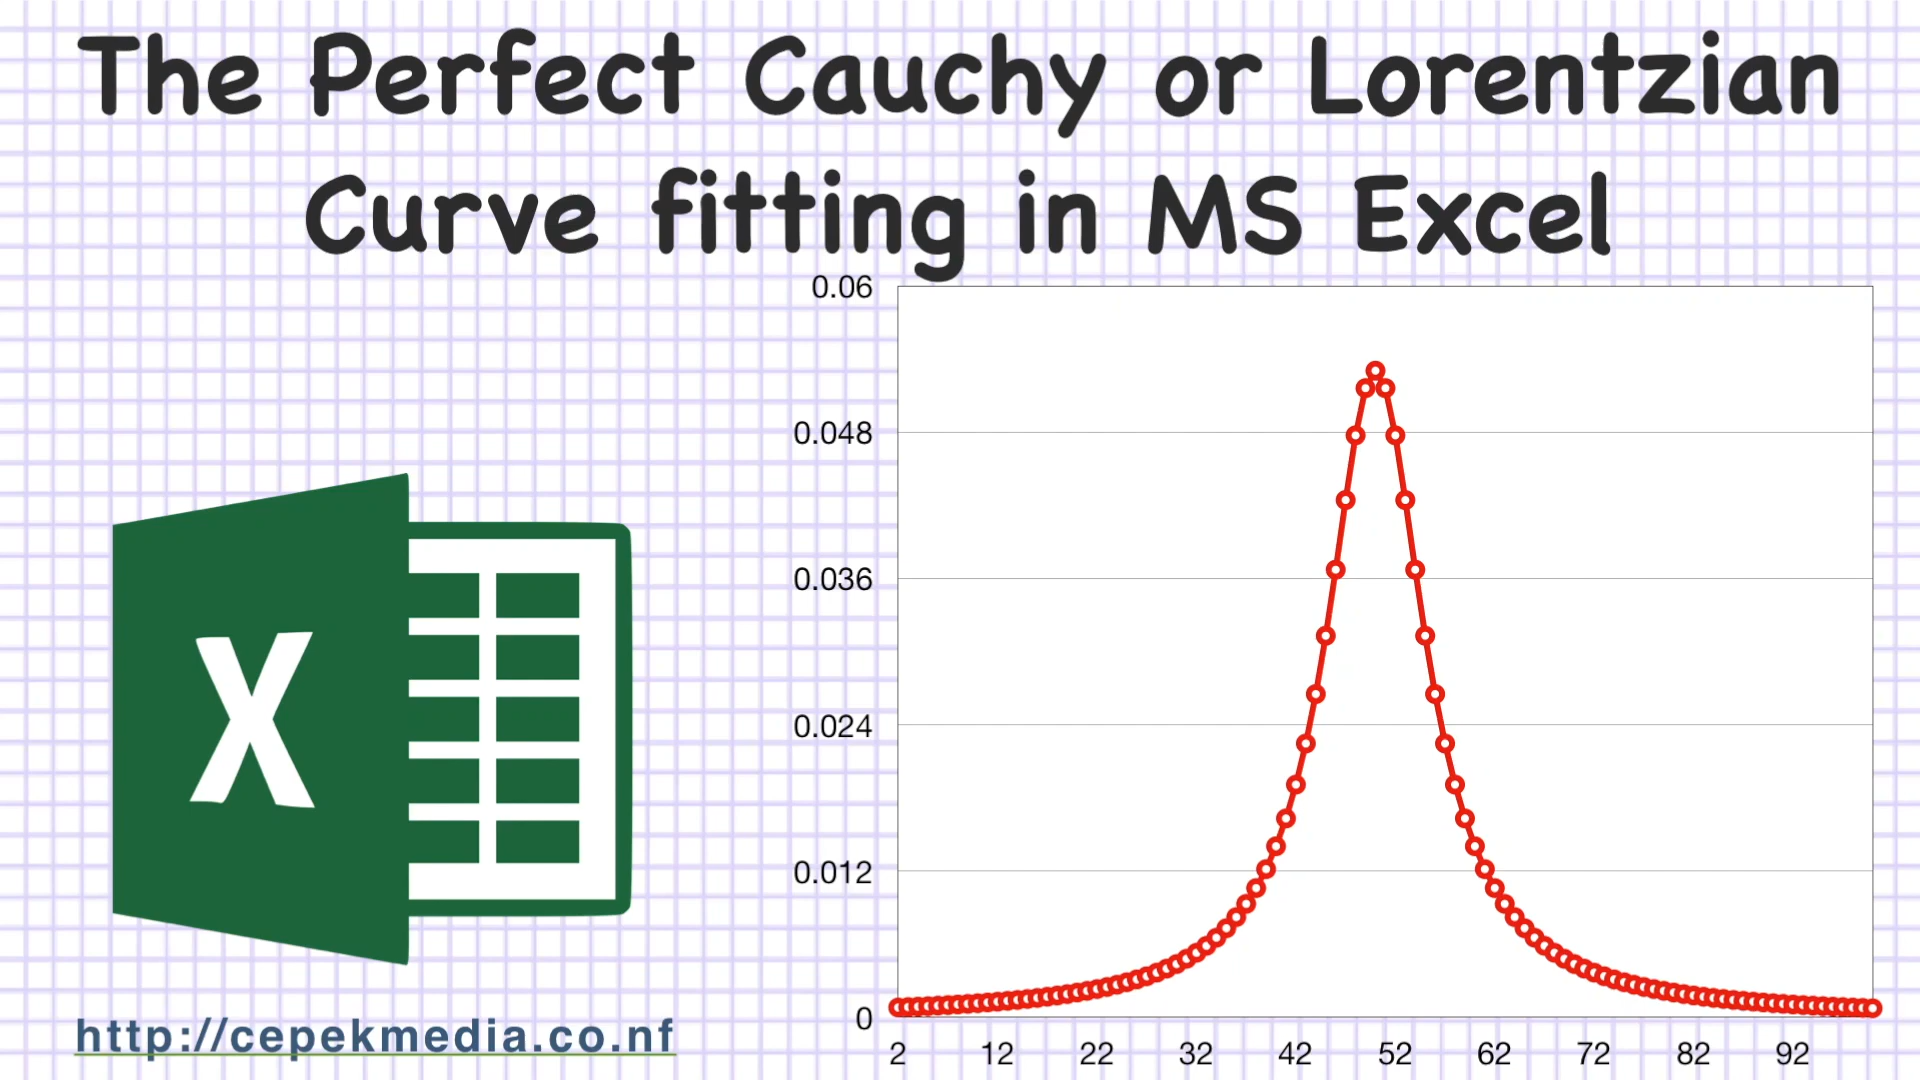 The Perfect Cauchy or Lorentzian
Curve fitting in MS Excel
0.06
0.048
0.036
0.024
0.012
0
2 12 22 32 42 52 62 72 82 92
X
http://cepekmedia.co.nf